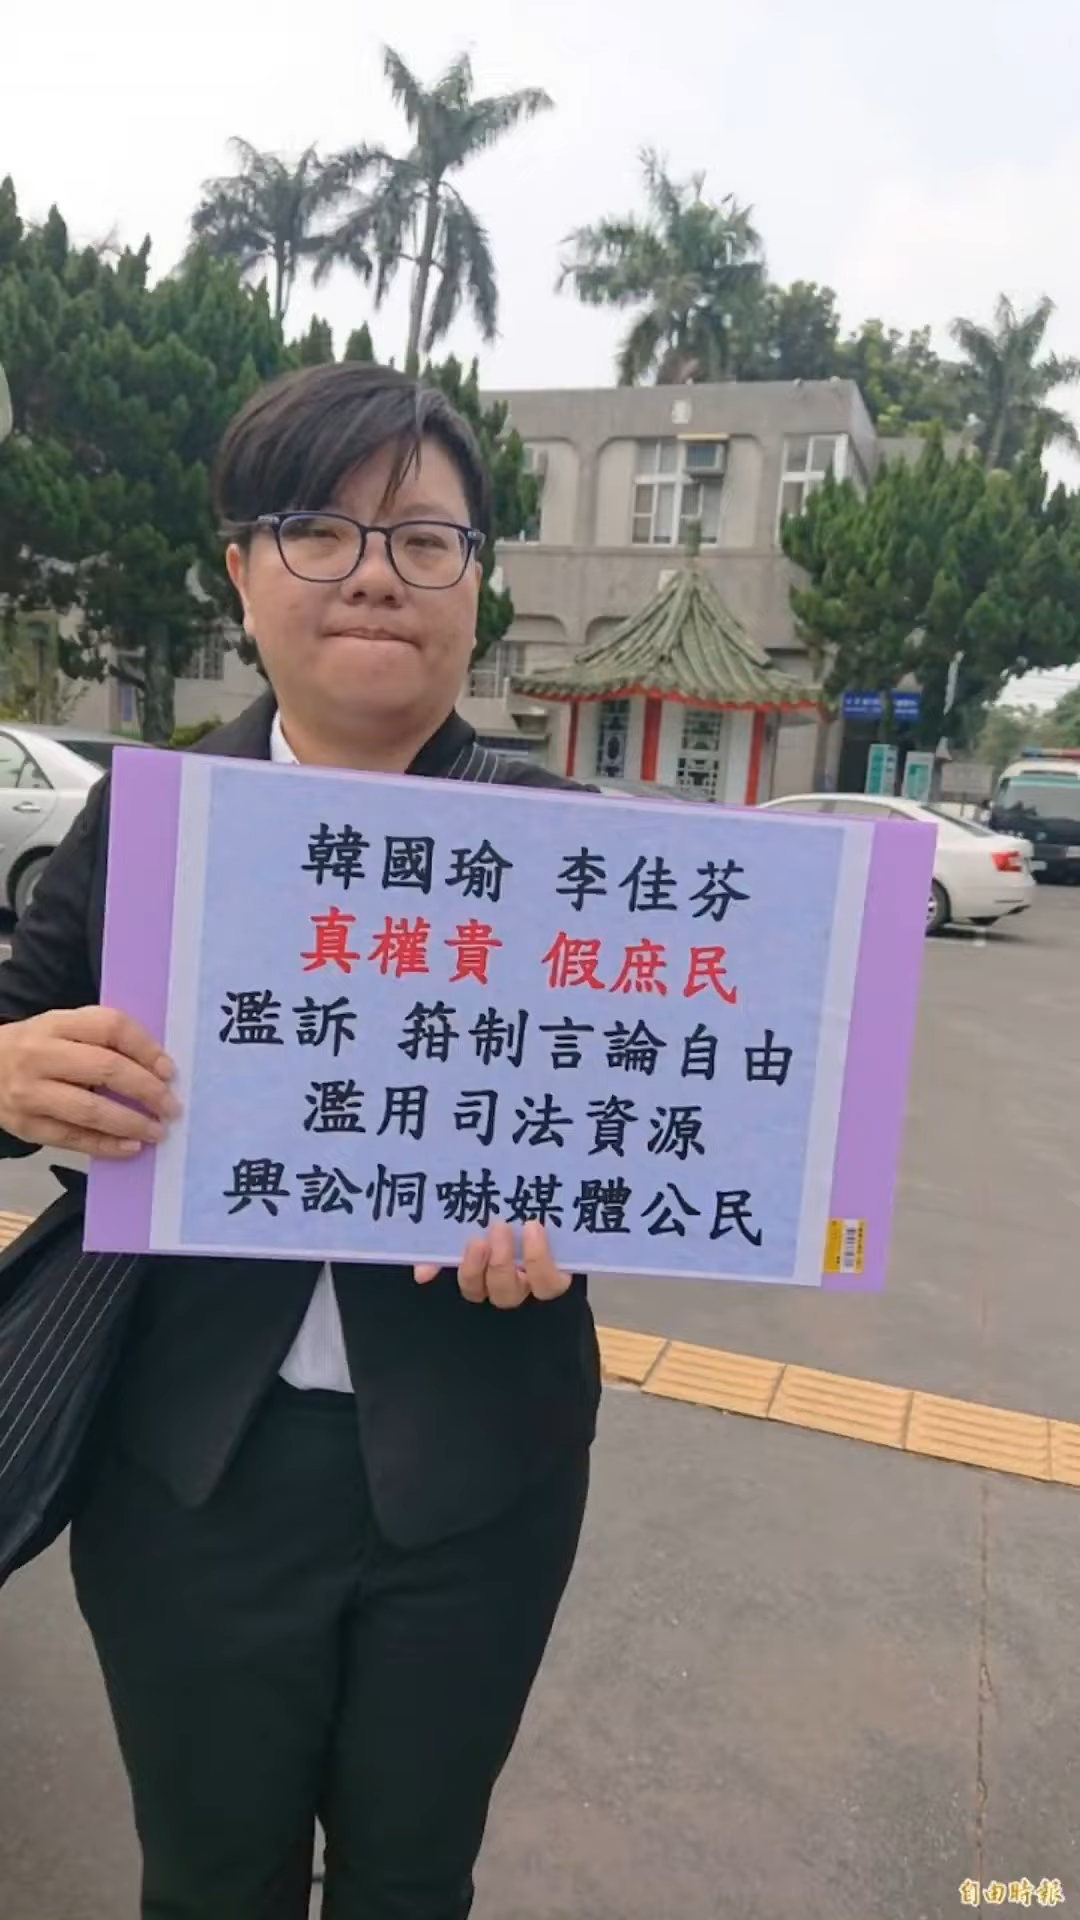 韓國瑜 李佳芬
真權貴 假庶民
濫訴 箝制言論自由
濫用司法資源
興訟恫嚇媒體公民
自由時報